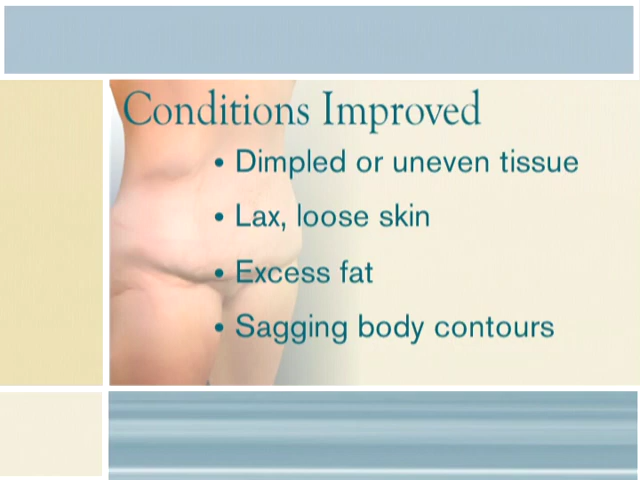 Conditions Improved
• Dimpled or uneven tissue
• Lax, loose skin
• Excess fat
• Sagging body contours